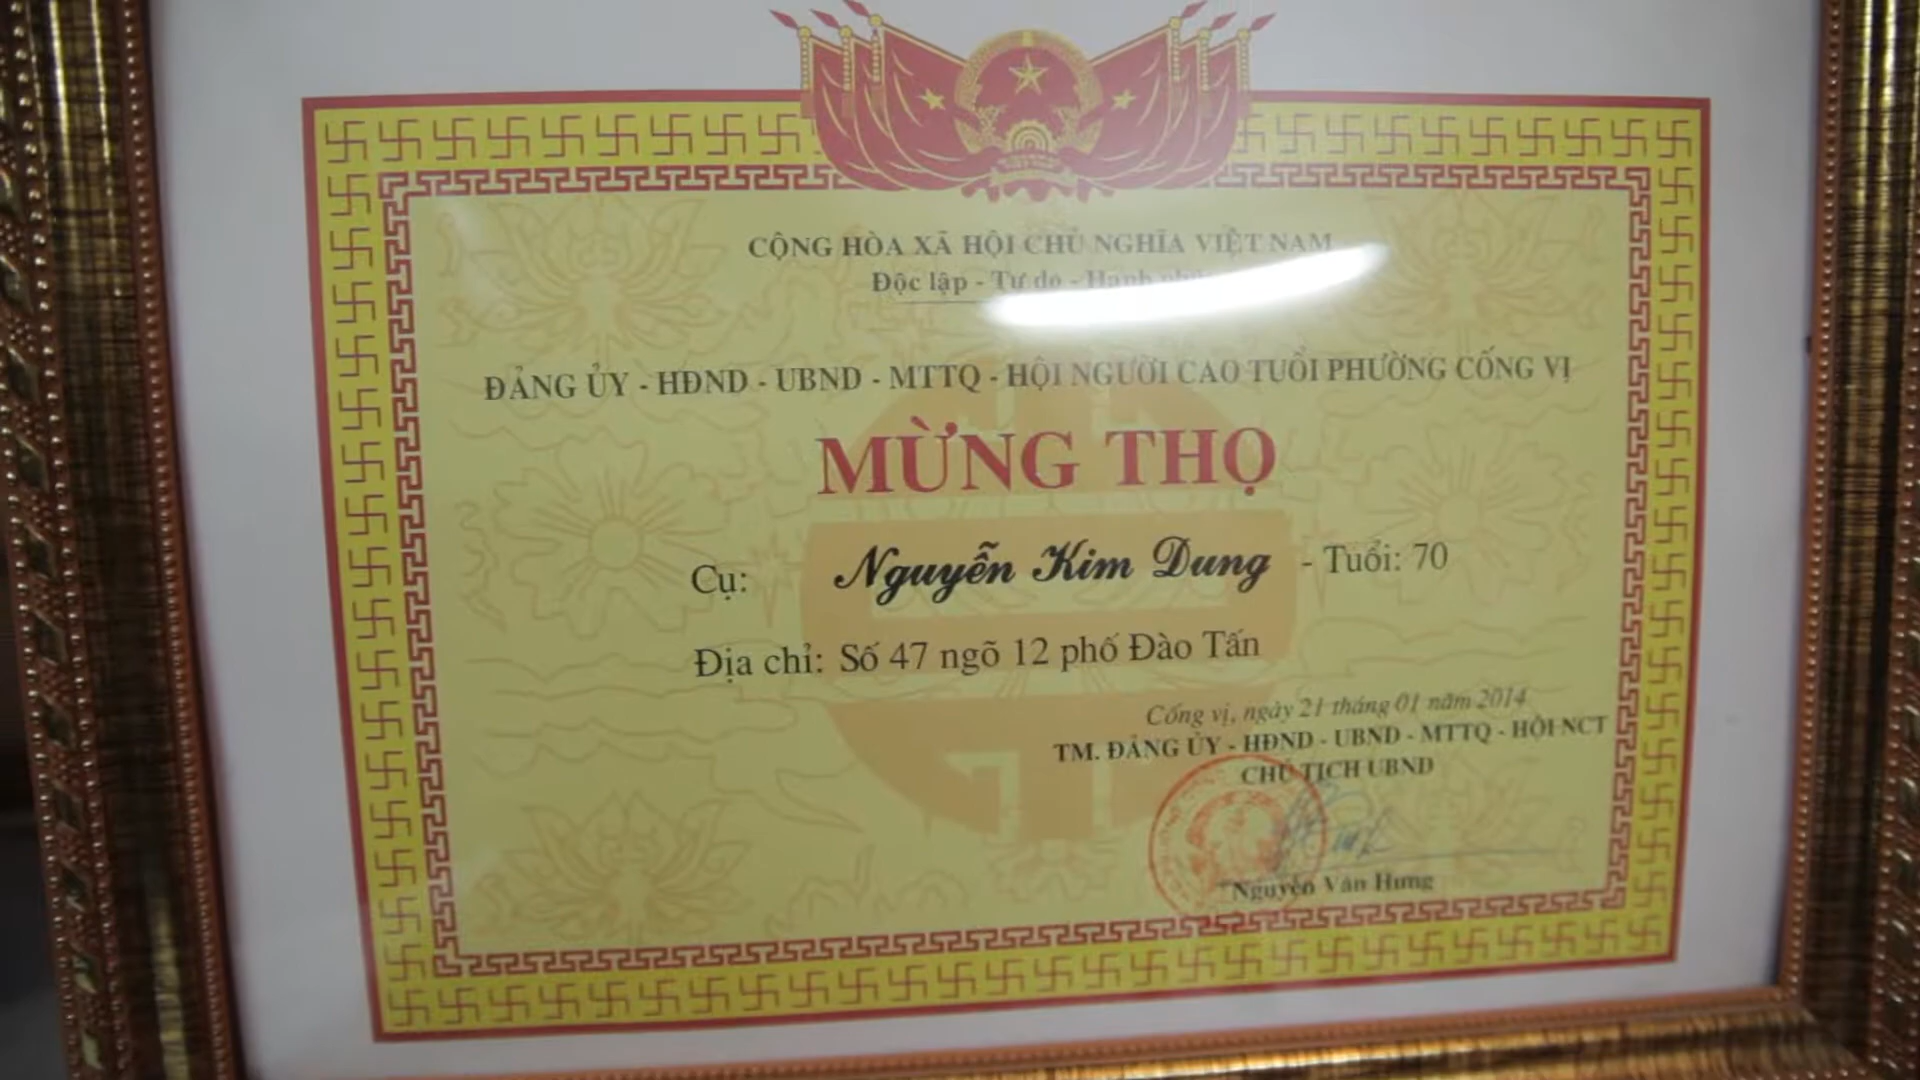 CỘNG HÒA XÃ HỘI CHỦ NGHĨA VIỆT NAM
Độc lập - Tự do - Hạnh phúc
ĐẢNG ỦY - HĐND - UBND - MTTQ - HỘI NGƯỜI CAO TUỔI PHƯỜNG CỐNG VỊ
MỪNG THỌ
Cụ: Nguyễn Kim Dung - Tuổi: 70
Địa chỉ: Số 47 ngõ 12 phố Đào Tấn
Cống vị, ngày 21 tháng 01 năm 2014
TM. ĐẢNG ỦY - HĐND - UBND - MTTQ - HỘI NCT
CHỦ TỊCH UBND
Nguyễn Văn Hưng